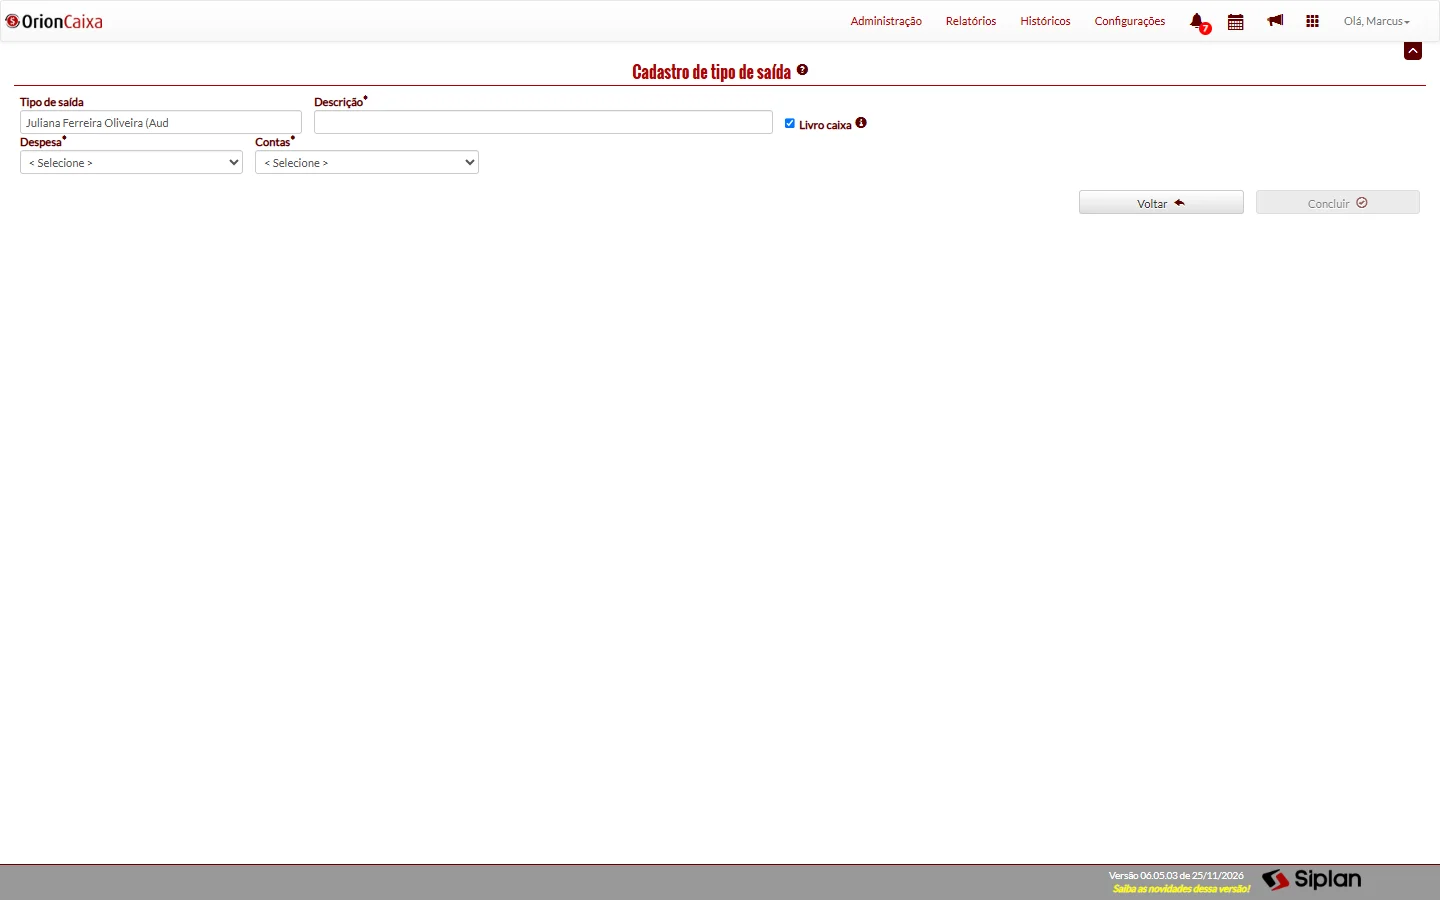 OrionCaixa Administração Relatórios Históricos Configurações 7 Olá, Marcus
Cadastro de tipo de saída
Tipo de saída Descrição*
Juliana Ferreira Oliveira (Aud Livro caixa
Despesa* Contas*
< Selecione > < Selecione >
Voltar Concluir
Versão 06.05.03 de 25/11/2026
Saiba as novidades dessa versão!
Siplan